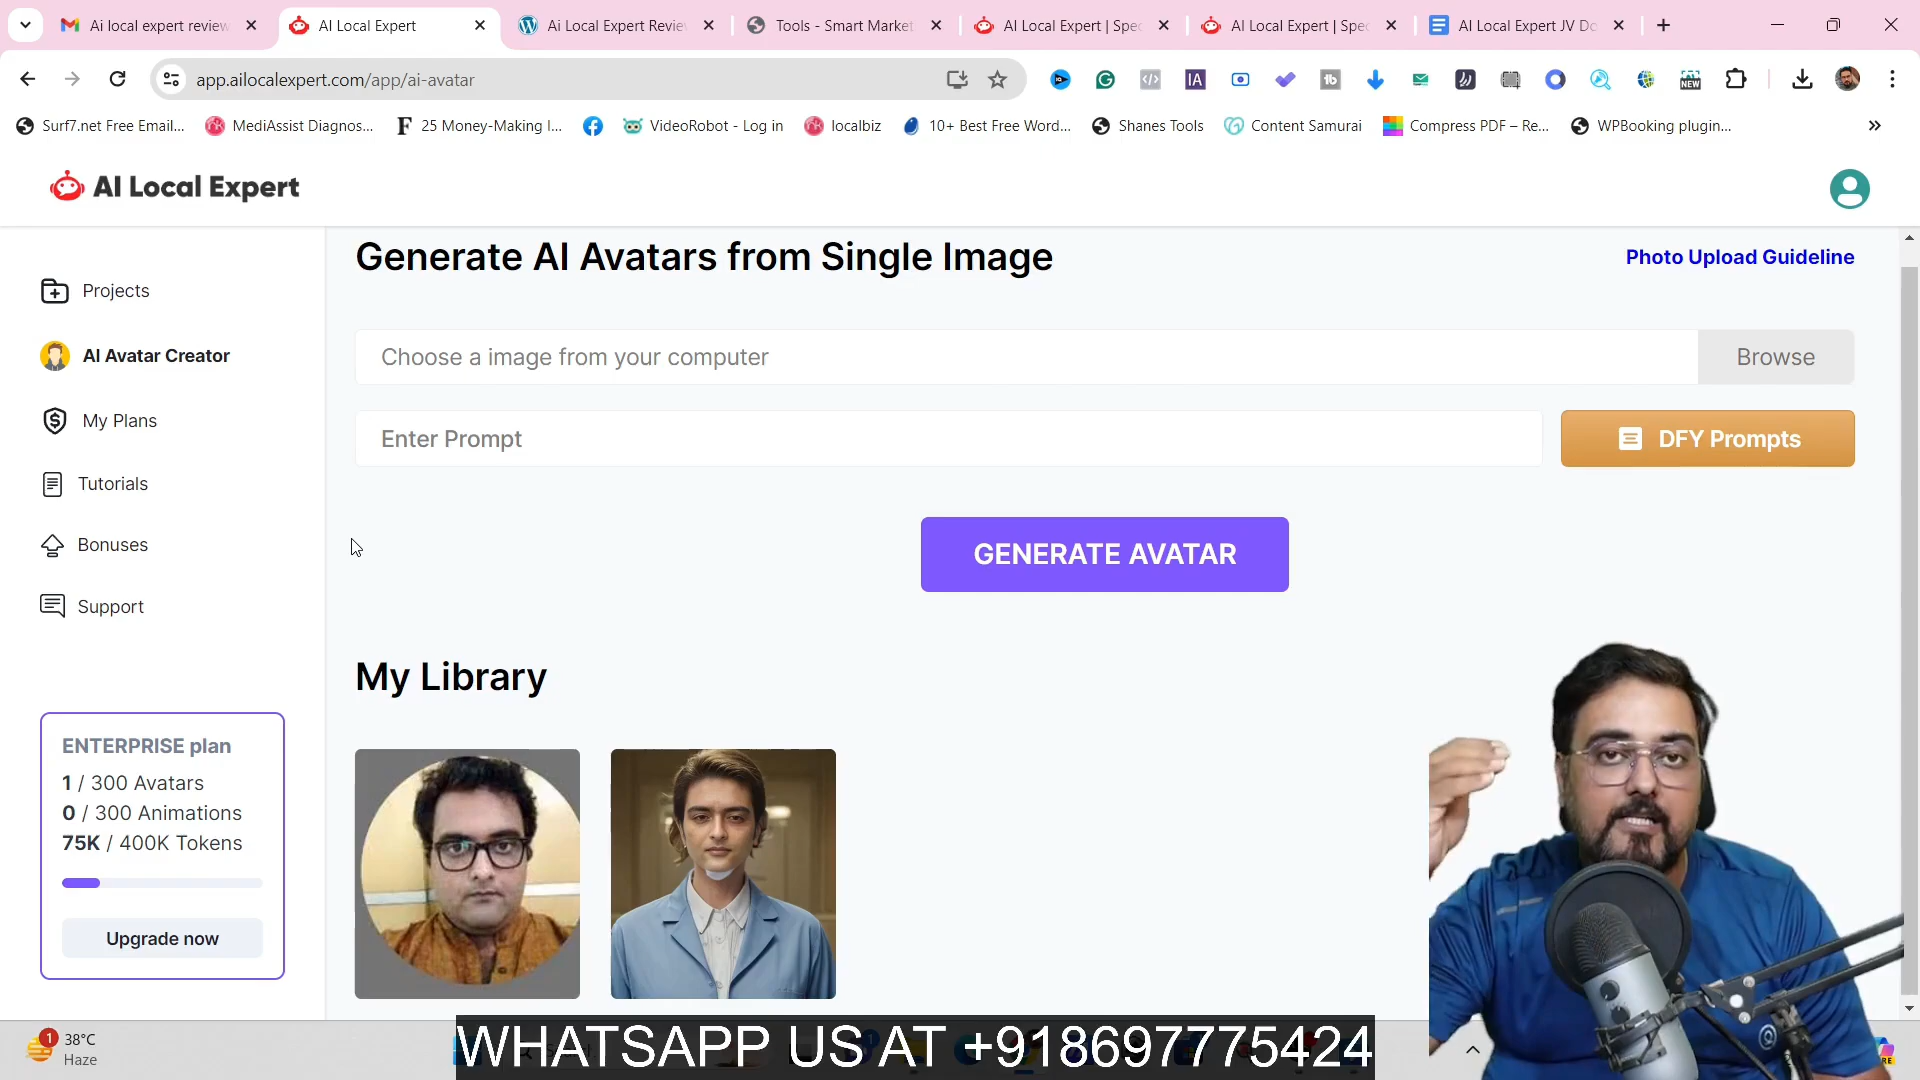 Ai local expert review
AI Local Expert
Ai Local Expert Revie
Tools - Smart Market
AI Local Expert | Spec
AI Local Expert | Spec
AI Local Expert JV Do
app.ailocalexpert.com/app/ai-avatar
Surf7.net Free Email...
MediAssist Diagnos...
25 Money-Making I...
VideoRobot - Log in
localbiz
10+ Best Free Word...
Shanes Tools
Content Samurai
Compress PDF – Re...
WPBooking plugin...
AI Local Expert
Generate AI Avatars from Single Image
Photo Upload Guideline
Projects
AI Avatar Creator
My Plans
Tutorials
Bonuses
Support
Choose a image from your computer
Browse
Enter Prompt
DFY Prompts
GENERATE AVATAR
My Library
ENTERPRISE plan
1 / 300 Avatars
0 / 300 Animations
75K / 400K Tokens
Upgrade now
1
38°C
Haze
WHATSAPP US AT +918697775424